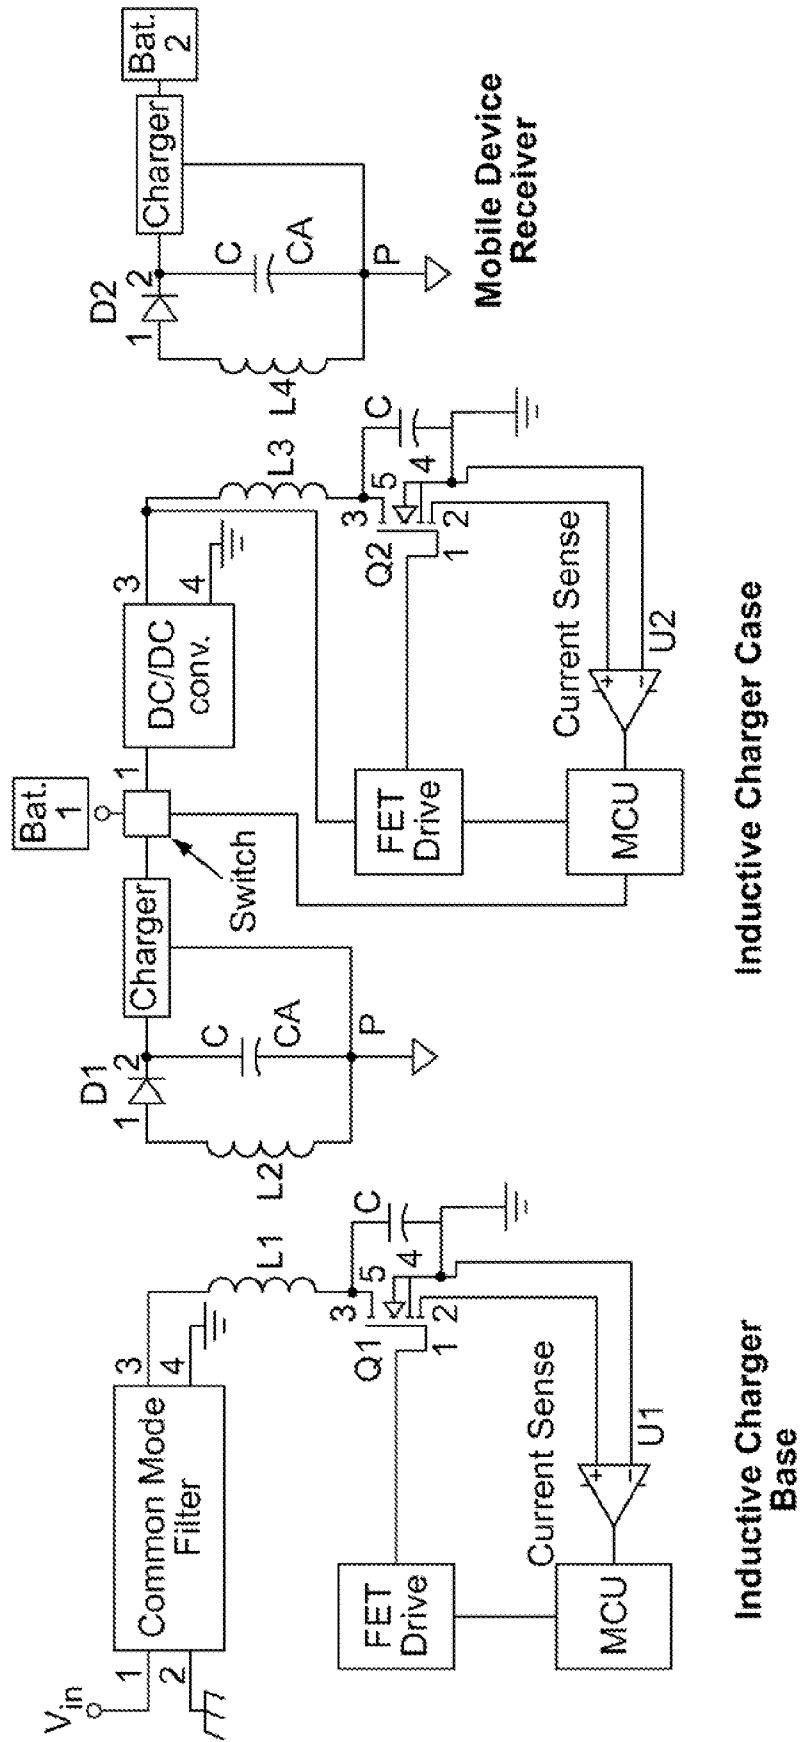 Vin
1
2
Common Mode
Filter
3
4
L1
C
3
5
4
Q1
1
2
FET
Drive
Current Sense
+
−
U1
MCU
Inductive Charger
Base
L2
1
D1
2
C
CA
P
Charger
Switch
Bat.
1
1
DC/DC
conv.
3
4
L3
C
3
5
4
Q2
1
2
FET
Drive
Current Sense
+
−
U2
MCU
Inductive Charger Case
L4
1
D2
2
C
CA
P
Charger
Bat.
2
Mobile Device
Receiver